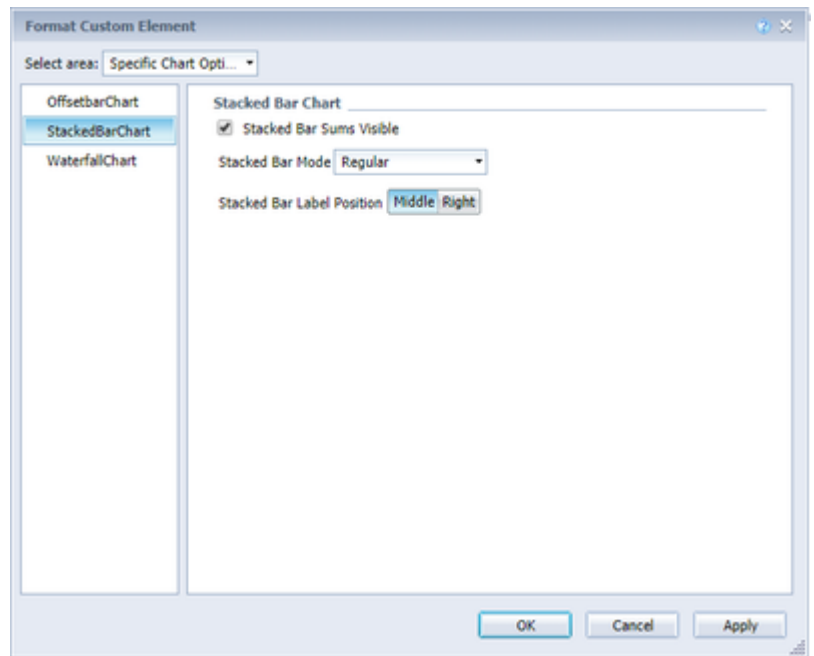 Format Custom Element
Select area: Specific Chart Opti...
OffsetbarChart
StackedBarChart
WaterfallChart
Stacked Bar Chart
Stacked Bar Sums Visible
Stacked Bar Mode Regular
Stacked Bar Label Position Middle Right
OK Cancel Apply